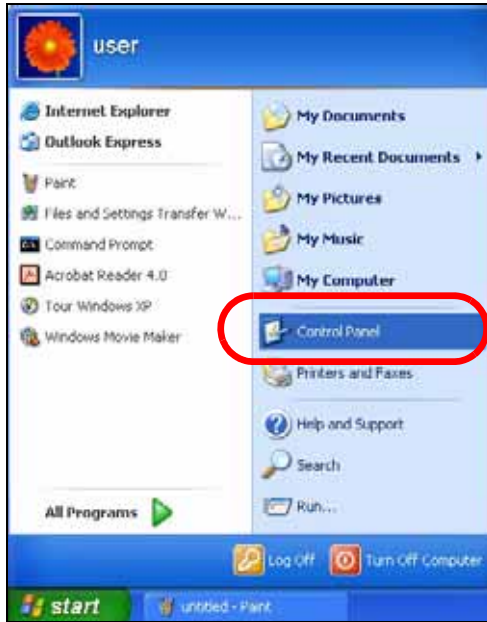 user
Internet Explorer
Outlook Express
Paint
Files and Settings Transfer W...
Command Prompt
Acrobat Reader 4.0
Tour Windows XP
Windows Movie Maker
All Programs
My Documents
My Recent Documents
My Pictures
My Music
My Computer
Control Panel
Printers and Faxes
Help and Support
Search
Run...
Log Off
Turn Off Computer
start
untitled - Paint